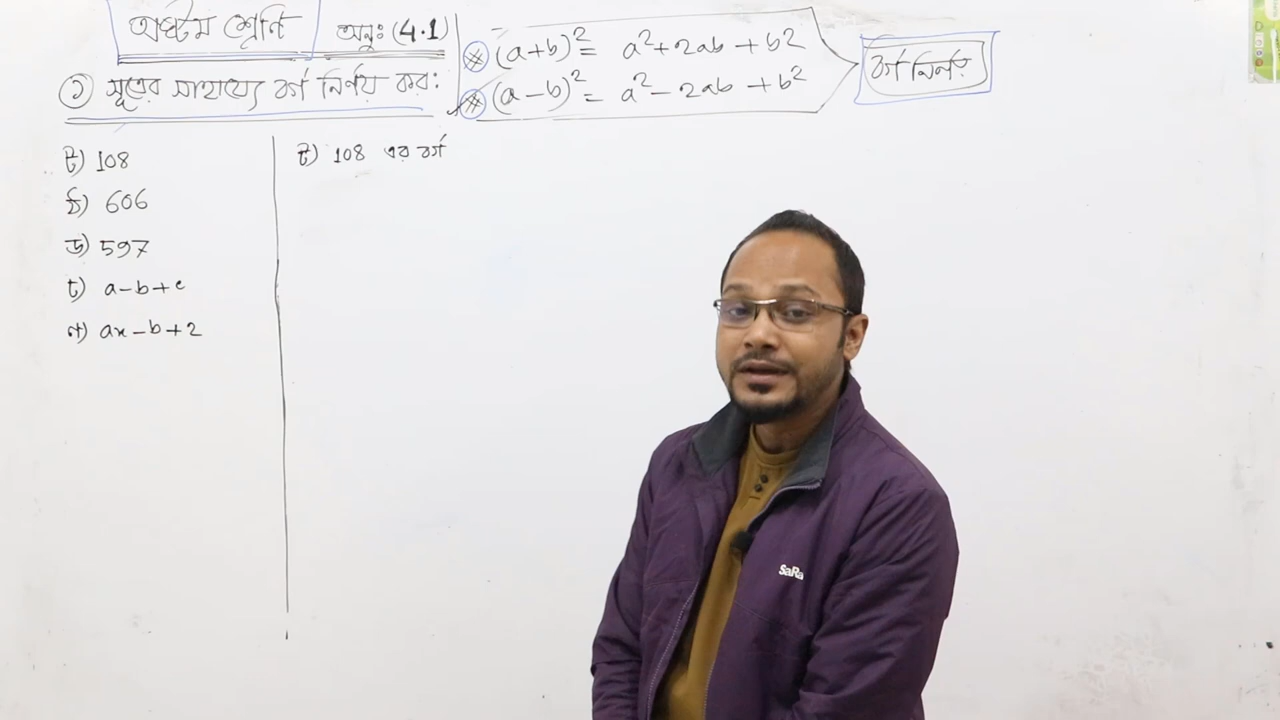 অষ্টম শ্রেণি অনুঃ (4.1)
১ সূত্রের সাহায্যে বর্গ নির্ণয় কর:
(a+b)² = a²+2ab+b²
(a-b)² = a²-2ab+b²
বর্গ নির্ণয়
ট) 108
ঠ) 606
ড) 597
ঢ) a-b+c
ণ) ax-b+2
ট) 108 এর বর্গ
SaRa